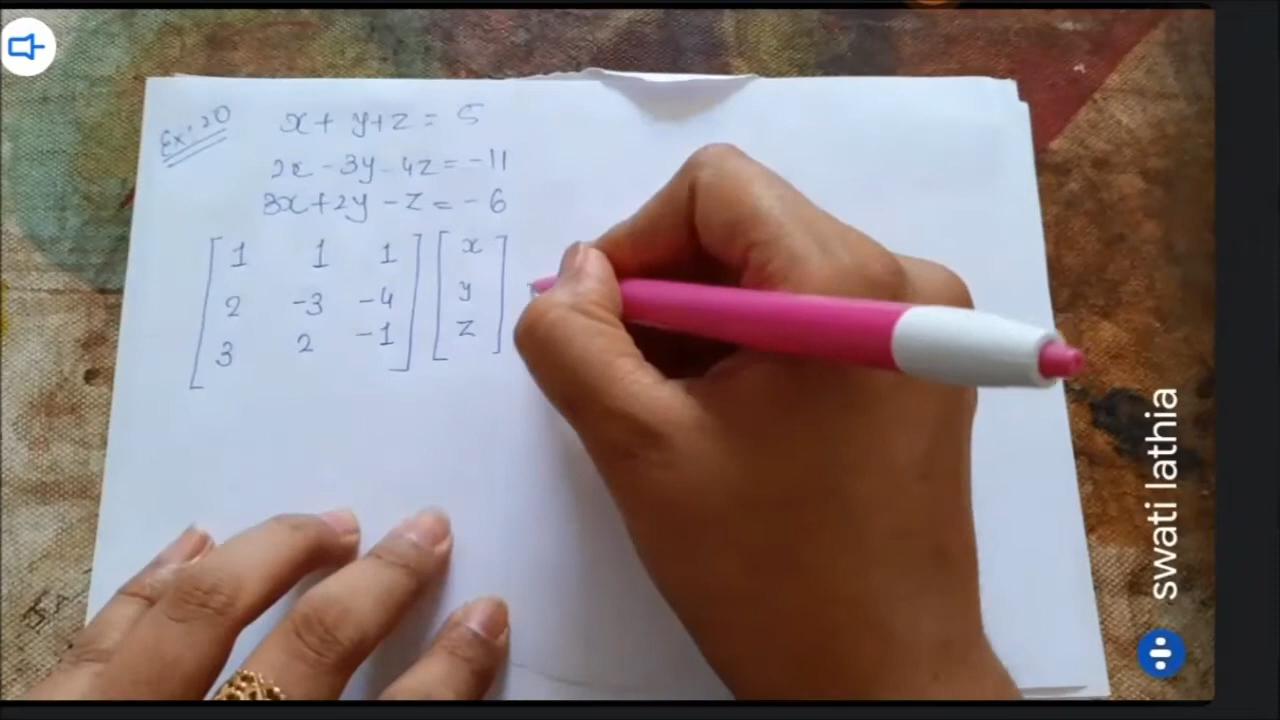 Ex:20
x + y + z = 5
2x - 3y - 4z = -11
3x + 2y - z = -6
[ 1 1 1 ] [ x ]
[ 2 -3 -4 ] [ y ]
[ 3 2 -1 ] [ z ]
swati lathia